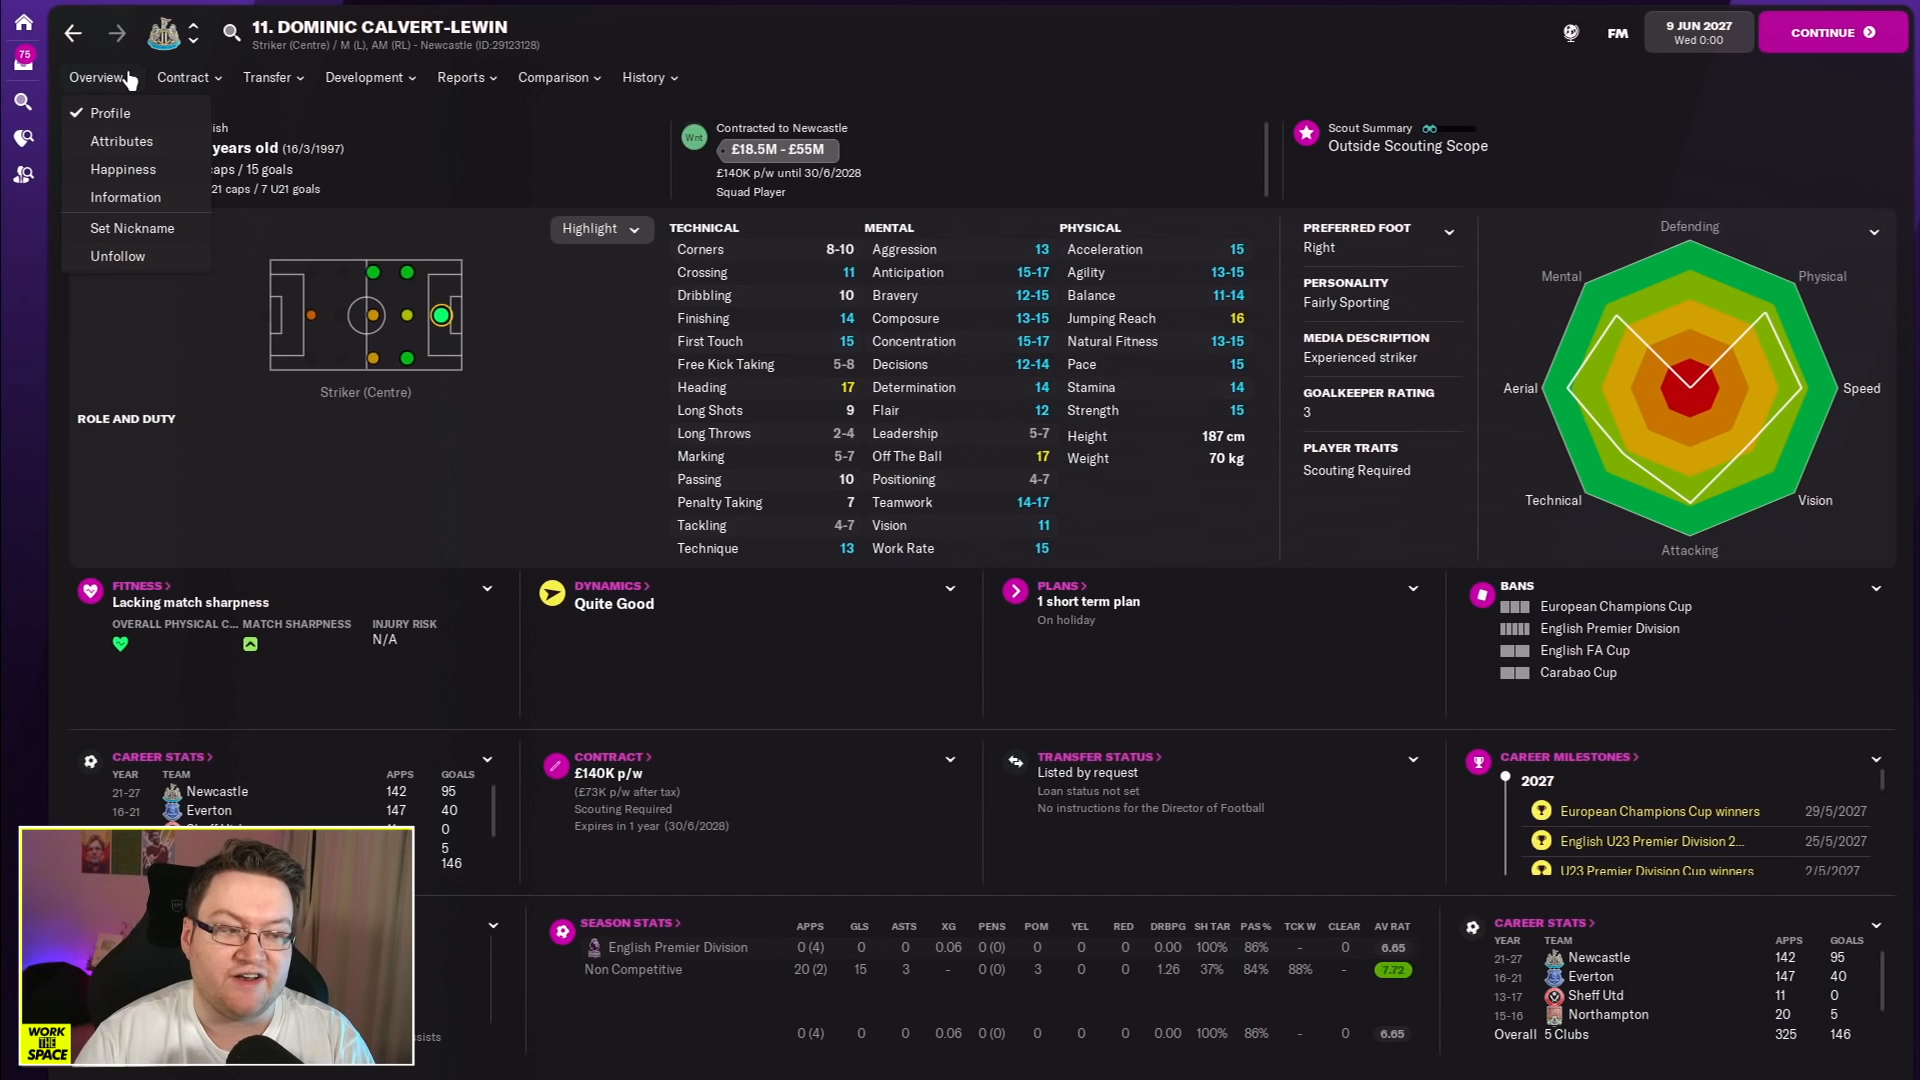 75
11. DOMINIC CALVERT-LEWIN
Striker (Centre) / M (L), AM (RL) - Newcastle (ID:29123128)
FM
9 JUN 2027
Wed 0:00
CONTINUE
Overview
Contract
Transfer
Development
Reports
Comparison
History
Profile
Attributes
Happiness
Information
Set Nickname
Unfollow
ish
years old (16/3/1997)
caps / 15 goals
21 caps / 7 U21 goals
Wnt
Contracted to Newcastle
£18.5M - £55M
£140K p/w until 30/6/2028
Squad Player
Scout Summary
Outside Scouting Scope
Striker (Centre)
ROLE AND DUTY
Highlight
TECHNICAL
Corners 8-10
Crossing 11
Dribbling 10
Finishing 14
First Touch 15
Free Kick Taking 5-8
Heading 17
Long Shots 9
Long Throws 2-4
Marking 5-7
Passing 10
Penalty Taking 7
Tackling 4-7
Technique 13
MENTAL
Aggression 13
Anticipation 15-17
Bravery 12-15
Composure 13-15
Concentration 15-17
Decisions 12-14
Determination 14
Flair 12
Leadership 5-7
Off The Ball 17
Positioning 4-7
Teamwork 14-17
Vision 11
Work Rate 15
PHYSICAL
Acceleration 15
Agility 13-15
Balance 11-14
Jumping Reach 16
Natural Fitness 13-15
Pace 15
Stamina 14
Strength 15
Height 187 cm
Weight 70 kg
PREFERRED FOOT
Right
PERSONALITY
Fairly Sporting
MEDIA DESCRIPTION
Experienced striker
GOALKEEPER RATING
3
PLAYER TRAITS
Scouting Required
Defending
Mental
Physical
Aerial
Speed
Technical
Vision
Attacking
FITNESS >
Lacking match sharpness
OVERALL PHYSICAL C... MATCH SHARPNESS INJURY RISK
N/A
DYNAMICS >
Quite Good
PLANS >
1 short term plan
On holiday
BANS
European Champions Cup
English Premier Division
English FA Cup
Carabao Cup
CAREER STATS >
YEAR TEAM APPS GOALS
21-27 Newcastle 142 95
16-21 Everton 147 40
0
5
146
CONTRACT >
£140K p/w
(£73K p/w after tax)
Scouting Required
Expires in 1 year (30/6/2028)
TRANSFER STATUS >
Listed by request
Loan status not set
No instructions for the Director of Football
CAREER MILESTONES >
2027
European Champions Cup winners 29/5/2027
English U23 Premier Division 2... 25/5/2027
U23 Premier Division Cup winners 2/5/2027
WORK
THE
SPACE
sists
SEASON STATS > APPS GLS ASTS XG PENS POM YEL RED DRBPG SH TAR PAS % TCK W CLEAR AV RAT
English Premier Division 0 (4) 0 0 0.06 0 (0) 0 0 0 0.00 100% 86% - 0 6.65
Non Competitive 20 (2) 15 3 - 0 (0) 3 0 0 1.26 37% 84% 88% - 7.72
0 (4) 0 0 0.06 0 (0) 0 0 0 0.00 100% 86% - 0 6.65
CAREER STATS >
YEAR TEAM APPS GOALS
21-27 Newcastle 142 95
16-21 Everton 147 40
13-17 Sheff Utd 11 0
15-16 Northampton 20 5
Overall 5 Clubs 325 146